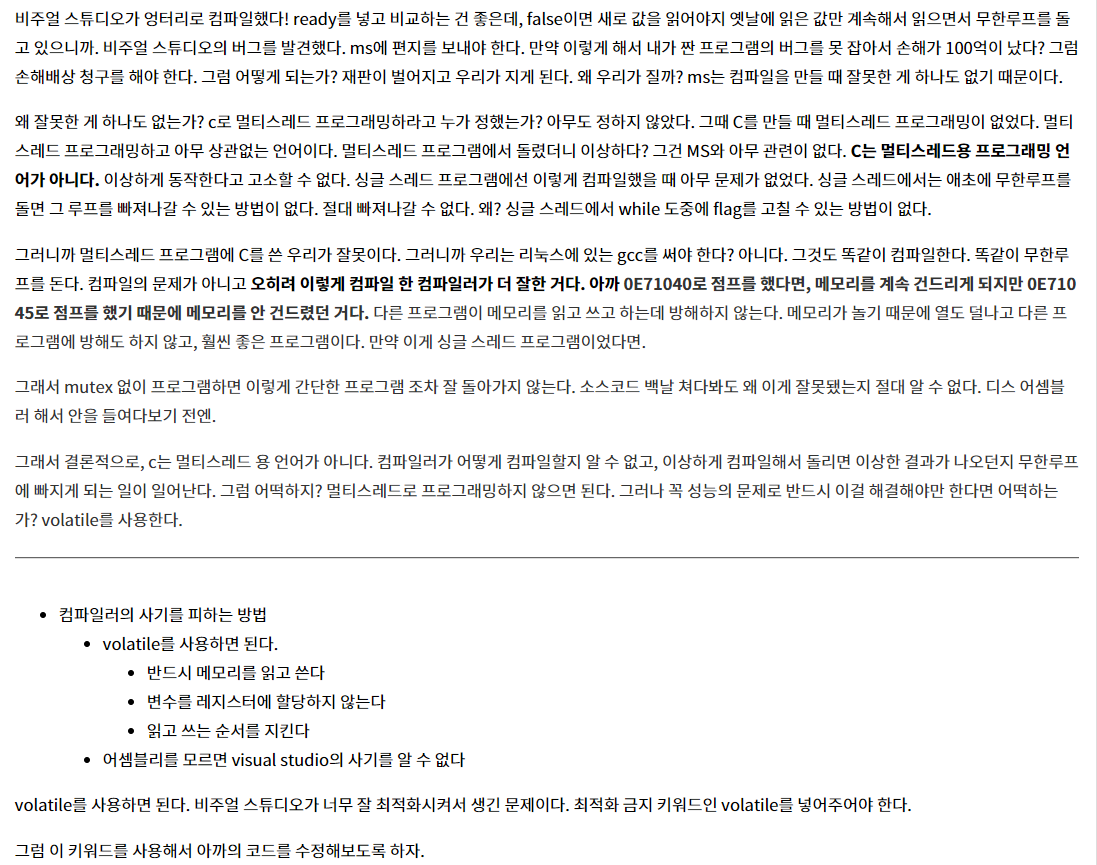 비주얼 스튜디오가 엉터리로 컴파일했다! ready를 넣고 비교하는 건 좋은데, false이면 새로 값을 읽어야지 옛날에 읽은 값만 계속해서 읽으면서 무한루프를 돌
고 있으니까. 비주얼 스튜디오의 버그를 발견했다. ms에 편지를 보내야 한다. 만약 이렇게 해서 내가 짠 프로그램의 버그를 못 잡아서 손해가 100억이 났다? 그럼
손해배상 청구를 해야 한다. 그럼 어떻게 되는가? 재판이 벌어지고 우리가 지게 된다. 왜 우리가 질까? ms는 컴파일을 만들 때 잘못한 게 하나도 없기 때문이다.
왜 잘못한 게 하나도 없는가? c로 멀티스레드 프로그래밍하라고 누가 정했는가? 아무도 정하지 않았다. 그때 C를 만들 때 멀티스레드 프로그래밍이 없었다. 멀티
스레드 프로그래밍하고 아무 상관없는 언어이다. 멀티스레드 프로그램에서 돌렸더니 이상하다? 그건 MS와 아무 관련이 없다. C는 멀티스레드용 프로그래밍 언
어가 아니다. 이상하게 동작한다고 고소할 수 없다. 싱글 스레드 프로그램에선 이렇게 컴파일했을 때 아무 문제가 없었다. 싱글 스레드에서는 애초에 무한루프를
돌면 그 루프를 빠져나갈 수 있는 방법이 없다. 절대 빠져나갈 수 없다. 왜? 싱글 스레드에서 while 도중에 flag를 고칠 수 있는 방법이 없다.
그러니까 멀티스레드 프로그램에 C를 쓴 우리가 잘못이다. 그러니까 우리는 리눅스에 있는 gcc를 써야 한다? 아니다. 그것도 똑같이 컴파일한다. 똑같이 무한루
프를 돈다. 컴파일의 문제가 아니고 오히려 이렇게 컴파일 한 컴파일러가 더 잘한 거다. 아까 0E71040로 점프를 했다면, 메모리를 계속 건드리게 되지만 0E710
45로 점프를 했기 때문에 메모리를 안 건드렸던 거다. 다른 프로그램이 메모리를 읽고 쓰고 하는데 방해하지 않는다. 메모리가 놀기 때문에 열도 덜나고 다른 프
로그램에 방해도 하지 않고, 훨씬 좋은 프로그램이다. 만약 이게 싱글 스레드 프로그램이었다면.
그래서 mutex 없이 프로그램하면 이렇게 간단한 프로그램 조차 잘 돌아가지 않는다. 소스코드 백날 쳐다봐도 왜 이게 잘못됐는지 절대 알 수 없다. 디스 어셈블
러 해서 안을 들여다보기 전엔.
그래서 결론적으로, c는 멀티스레드 용 언어가 아니다. 컴파일러가 어떻게 컴파일할지 알 수 없고, 이상하게 컴파일해서 돌리면 이상한 결과가 나오던지 무한루프
에 빠지게 되는 일이 일어난다. 그럼 어떡하지? 멀티스레드로 프로그래밍하지 않으면 된다. 그러나 꼭 성능의 문제로 반드시 이걸 해결해야만 한다면 어떡하는
가? volatile를 사용한다.
• 컴파일러의 사기를 피하는 방법
• volatile를 사용하면 된다.
• 반드시 메모리를 읽고 쓴다
• 변수를 레지스터에 할당하지 않는다
• 읽고 쓰는 순서를 지킨다
• 어셈블리를 모르면 visual studio의 사기를 알 수 없다
volatile를 사용하면 된다. 비주얼 스튜디오가 너무 잘 최적화시켜서 생긴 문제이다. 최적화 금지 키워드인 volatile를 넣어주어야 한다.
그럼 이 키워드를 사용해서 아까의 코드를 수정해보도록 하자.